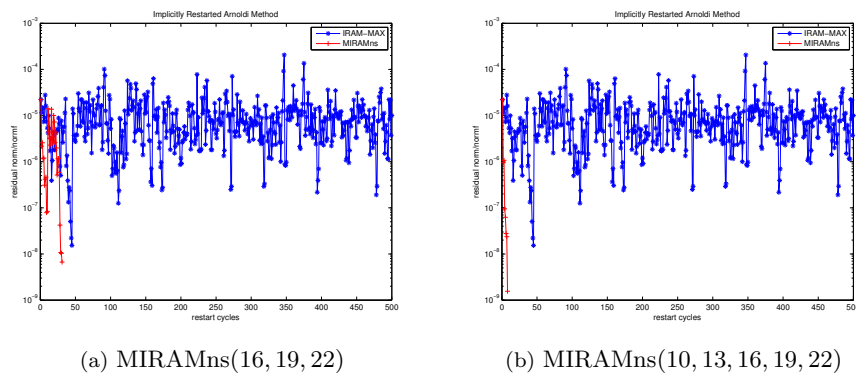 Implicitly Restarted Arnoldi Method
IRAM-MAX
MIRAMns
residual norm/normf
10^-3
10^-4
10^-5
10^-6
10^-7
10^-8
10^-9
0 50 100 150 200 250 300 350 400 450 500
restart cycles
(a) MIRAMns(16, 19, 22)
Implicitly Restarted Arnoldi Method
IRAM-MAX
MIRAMns
residual norm/normf
10^-3
10^-4
10^-5
10^-6
10^-7
10^-8
10^-9
0 50 100 150 200 250 300 350 400 450 500
restart cycles
(b) MIRAMns(10, 13, 16, 19, 22)